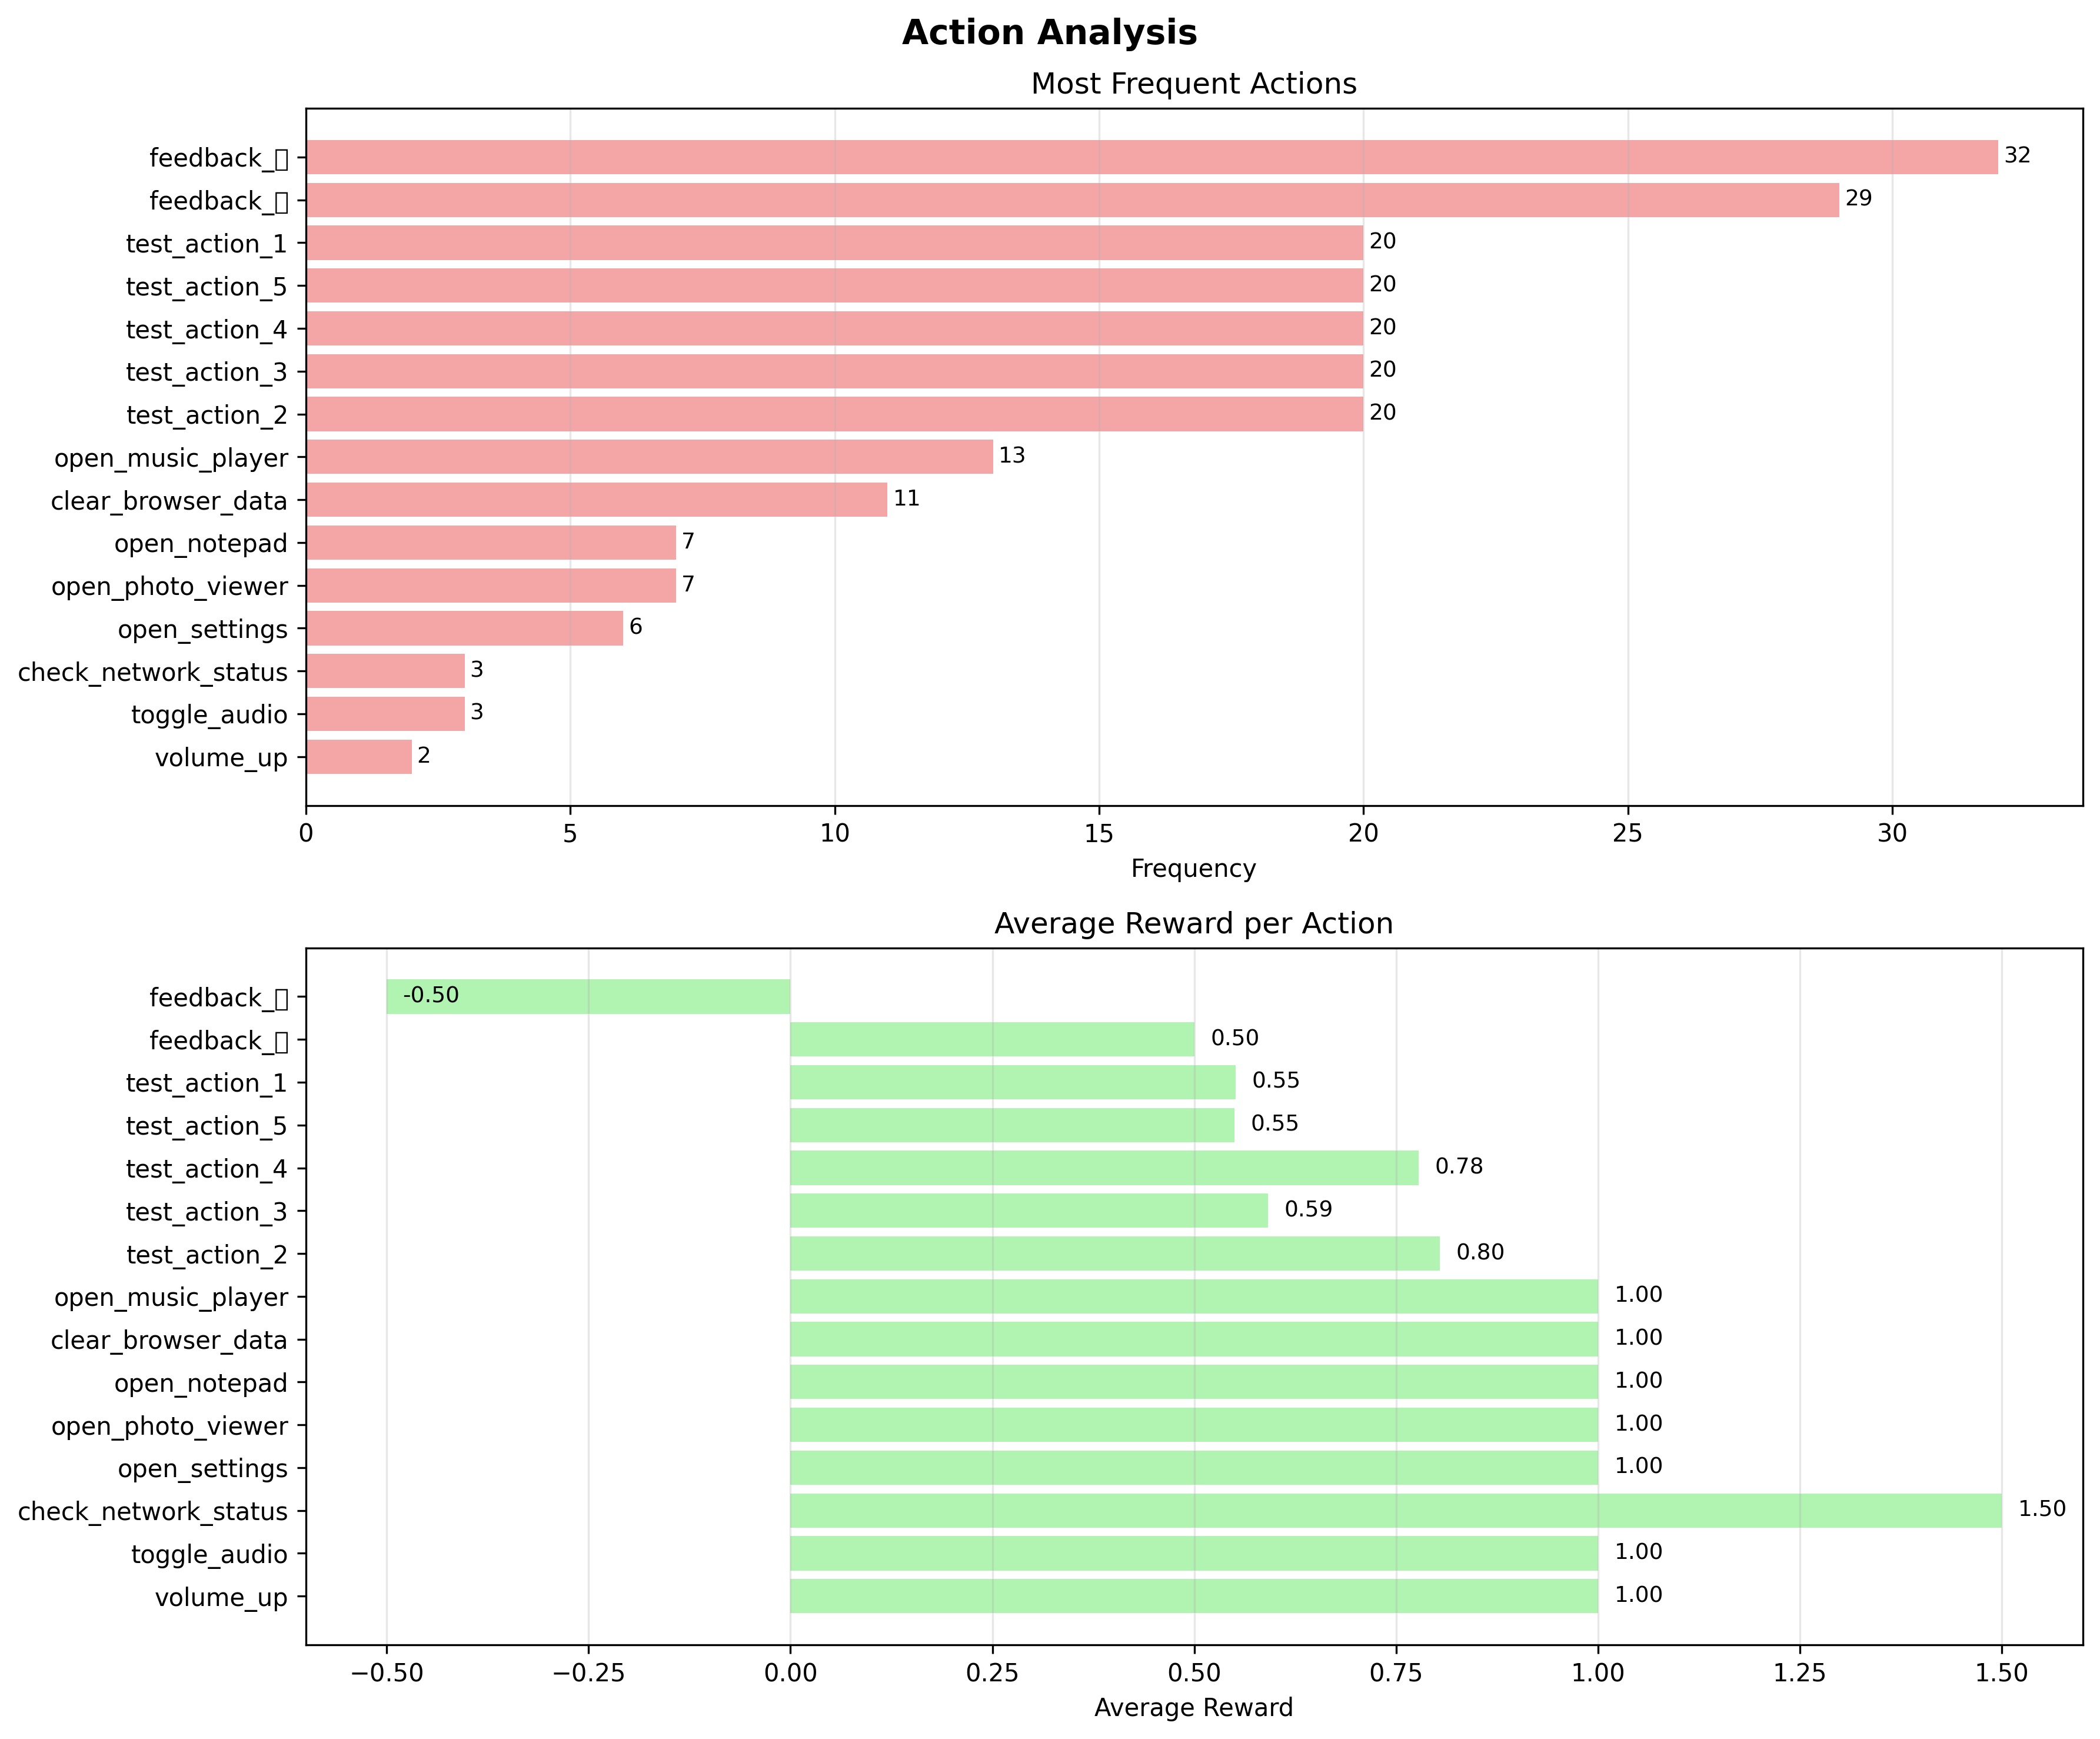 Action Analysis
Most Frequent Actions
feedback_▯ 32
feedback_▯ 29
test_action_1 20
test_action_5 20
test_action_4 20
test_action_3 20
test_action_2 20
open_music_player 13
clear_browser_data 11
open_notepad 7
open_photo_viewer 7
open_settings 6
check_network_status 3
toggle_audio 3
volume_up 2
0 5 10 15 20 25 30
Frequency
Average Reward per Action
feedback_▯ -0.50
feedback_▯ 0.50
test_action_1 0.55
test_action_5 0.55
test_action_4 0.78
test_action_3 0.59
test_action_2 0.80
open_music_player 1.00
clear_browser_data 1.00
open_notepad 1.00
open_photo_viewer 1.00
open_settings 1.00
check_network_status 1.50
toggle_audio 1.00
volume_up 1.00
−0.50 −0.25 0.00 0.25 0.50 0.75 1.00 1.25 1.50
Average Reward